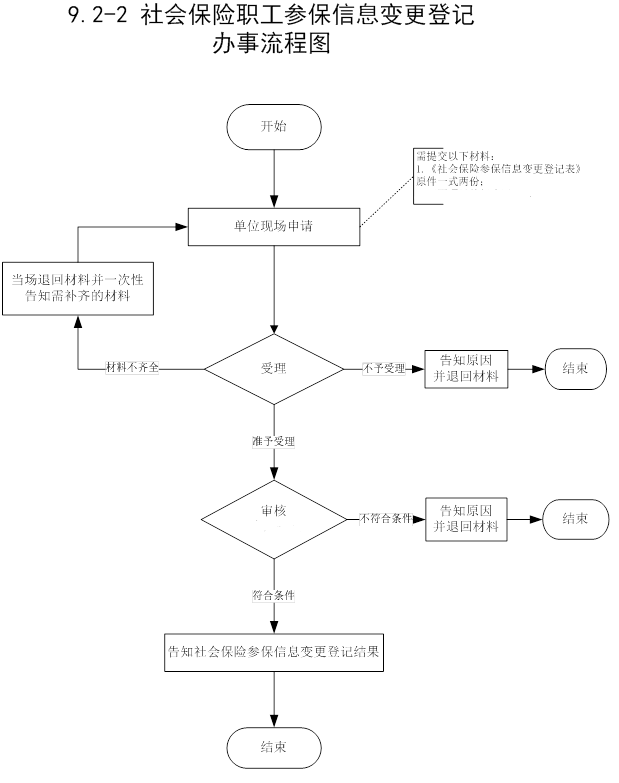 9.2-2 社会保险职工参保信息变更登记
办事流程图
开始
需提交以下材料：
1.《社会保险参保信息变更登记表》
原件一式两份；
单位现场申请
当场退回材料并一次性
告知需补齐的材料
材料不齐全
受理
不予受理
告知原因
并退回材料
结束
准予受理
审核
不符合条件
告知原因
并退回材料
结束
符合条件
告知社会保险参保信息变更登记结果
结束